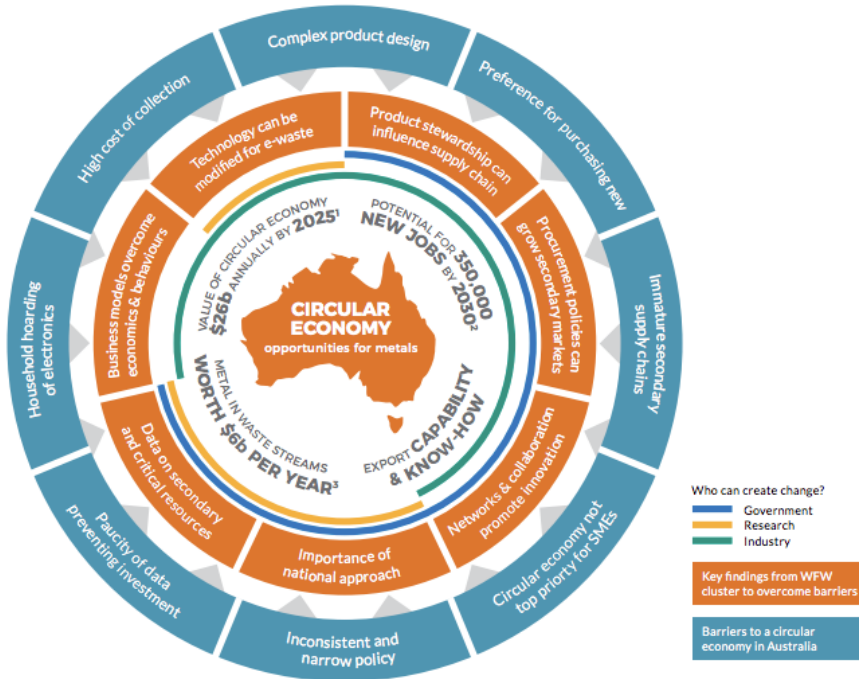 Complex product design
Preference for purchasing new
Immature secondary
supply chains
Circular economy not
top priorty for SMEs
Inconsistent and
narrow policy
Paucity of data
preventing investment
Household hoarding
of electronics
High cost of collection
Technology can be
modified for e-waste
Product stewardship can
influence supply chain
Procurement policies can
grow secondary markets
Networks & collaboration
promote innovation
Importance of
national approach
Data on secondary
and critical resources
Business models overcome
economics & behaviours
VALUE OF CIRCULAR ECONOMY
$26b ANNUALLY BY 2025¹
POTENTIAL FOR 350,000
NEW JOBS BY 2030²
CIRCULAR
ECONOMY
opportunities for metals
METAL IN WASTE STREAMS
WORTH $6b PER YEAR³
EXPORT CAPABILITY
& KNOW-HOW
Who can create change?
Government
Research
Industry
Key findings from WFW
cluster to overcome barriers
Barriers to a circular
economy in Australia